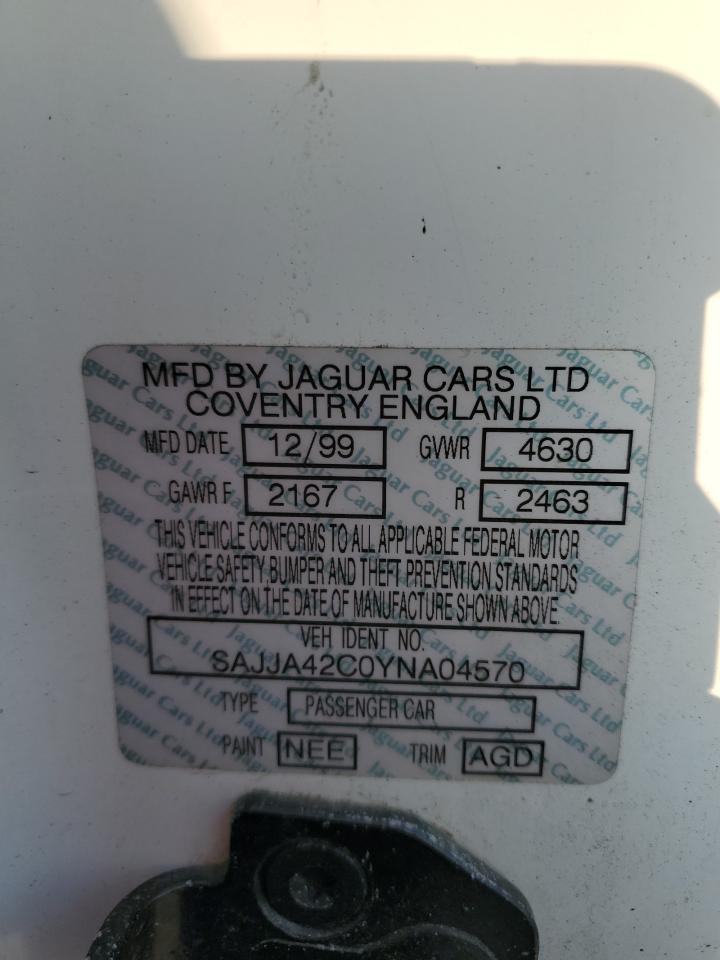 MFD BY JAGUAR CARS LTD
COVENTRY ENGLAND
MFD DATE 12/99 GVWR 4630
GAWR F 2167 R 2463
THIS VEHICLE CONFORMS TO ALL APPLICABLE FEDERAL MOTOR
VEHICLE SAFETY, BUMPER AND THEFT PREVENTION STANDARDS
IN EFFECT ON THE DATE OF MANUFACTURE SHOWN ABOVE.
VEH IDENT NO.
SAJJA42C0YNA04570
TYPE PASSENGER CAR
PAINT NEE TRIM AGD